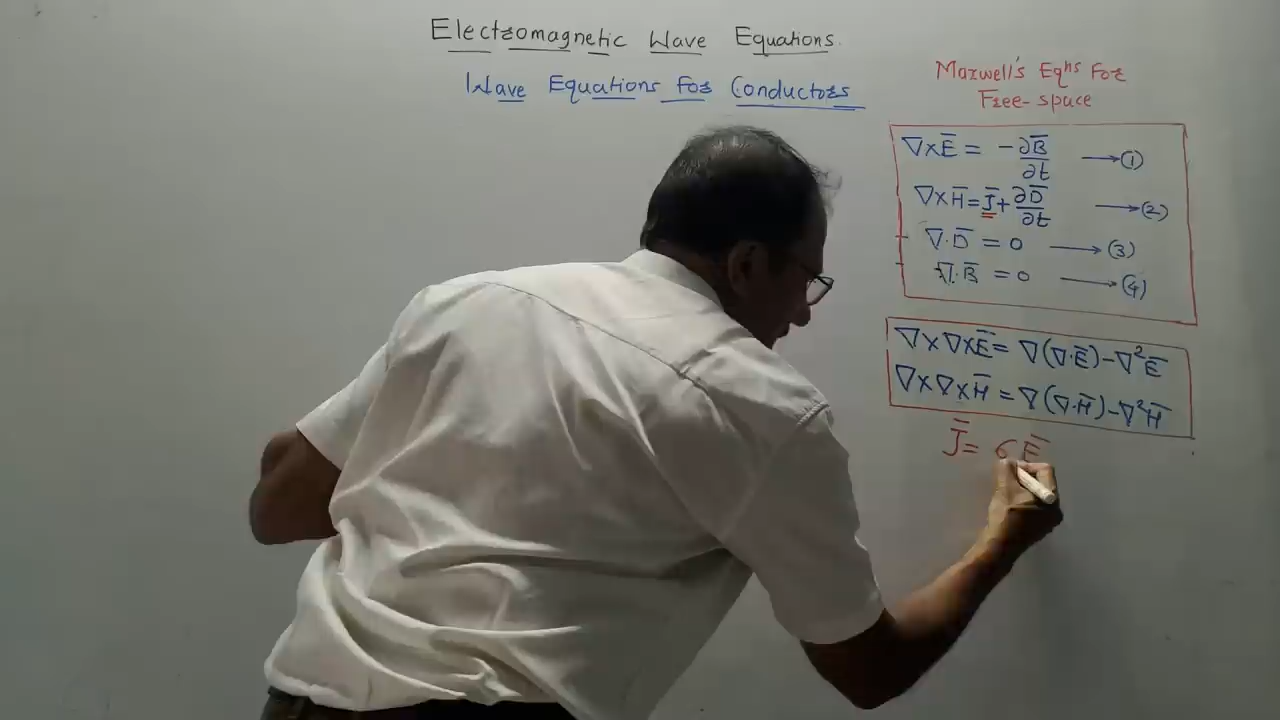 Electromagnetic Wave Equations.
Wave Equations for Conductors
Maxwell's Eqⁿs For
Free-space
∇×E̅ = -∂B̅/∂t → (1)
∇×H̅ = J̅ + ∂D̅/∂t → (2)
∇.D̅ = 0 → (3)
∇.B̅ = 0 → (4)
∇×∇×E̅ = ∇(∇.E̅) - ∇²E̅
∇×∇×H̅ = ∇(∇.H̅) - ∇²H̅
J̅ = σE̅